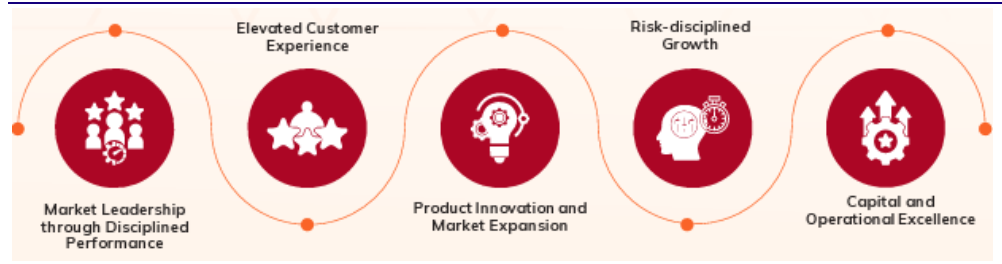 Market Leadership
through Disciplined
Performance
Elevated Customer
Experience
Product Innovation and
Market Expansion
Risk-disciplined
Growth
Capital and
Operational Excellence